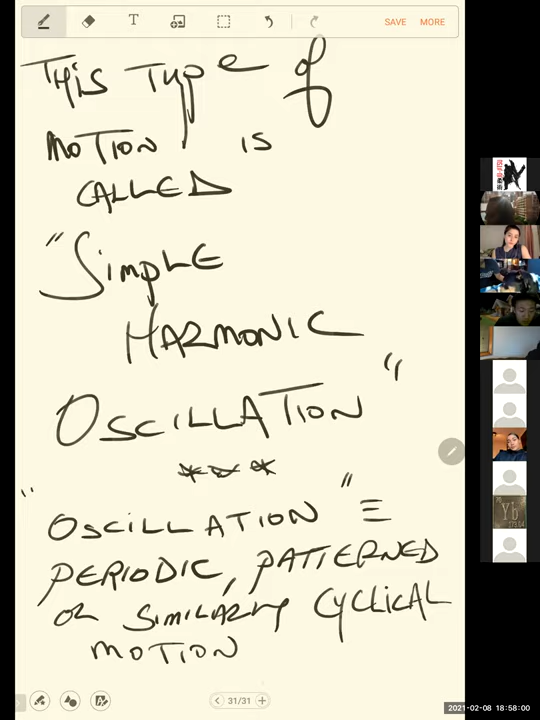 T
SAVE MORE
THIS TYPE of
MOTION IS
CALLED
"SIMPLE
HARMONIC
OSCILLATION"
***
"OSCILLATION" ≡
PERIODIC, PATTERNED
OR SIMILARLY CYCLICAL
MOTION
31/31
Yb
2021-02-08 18:58:00